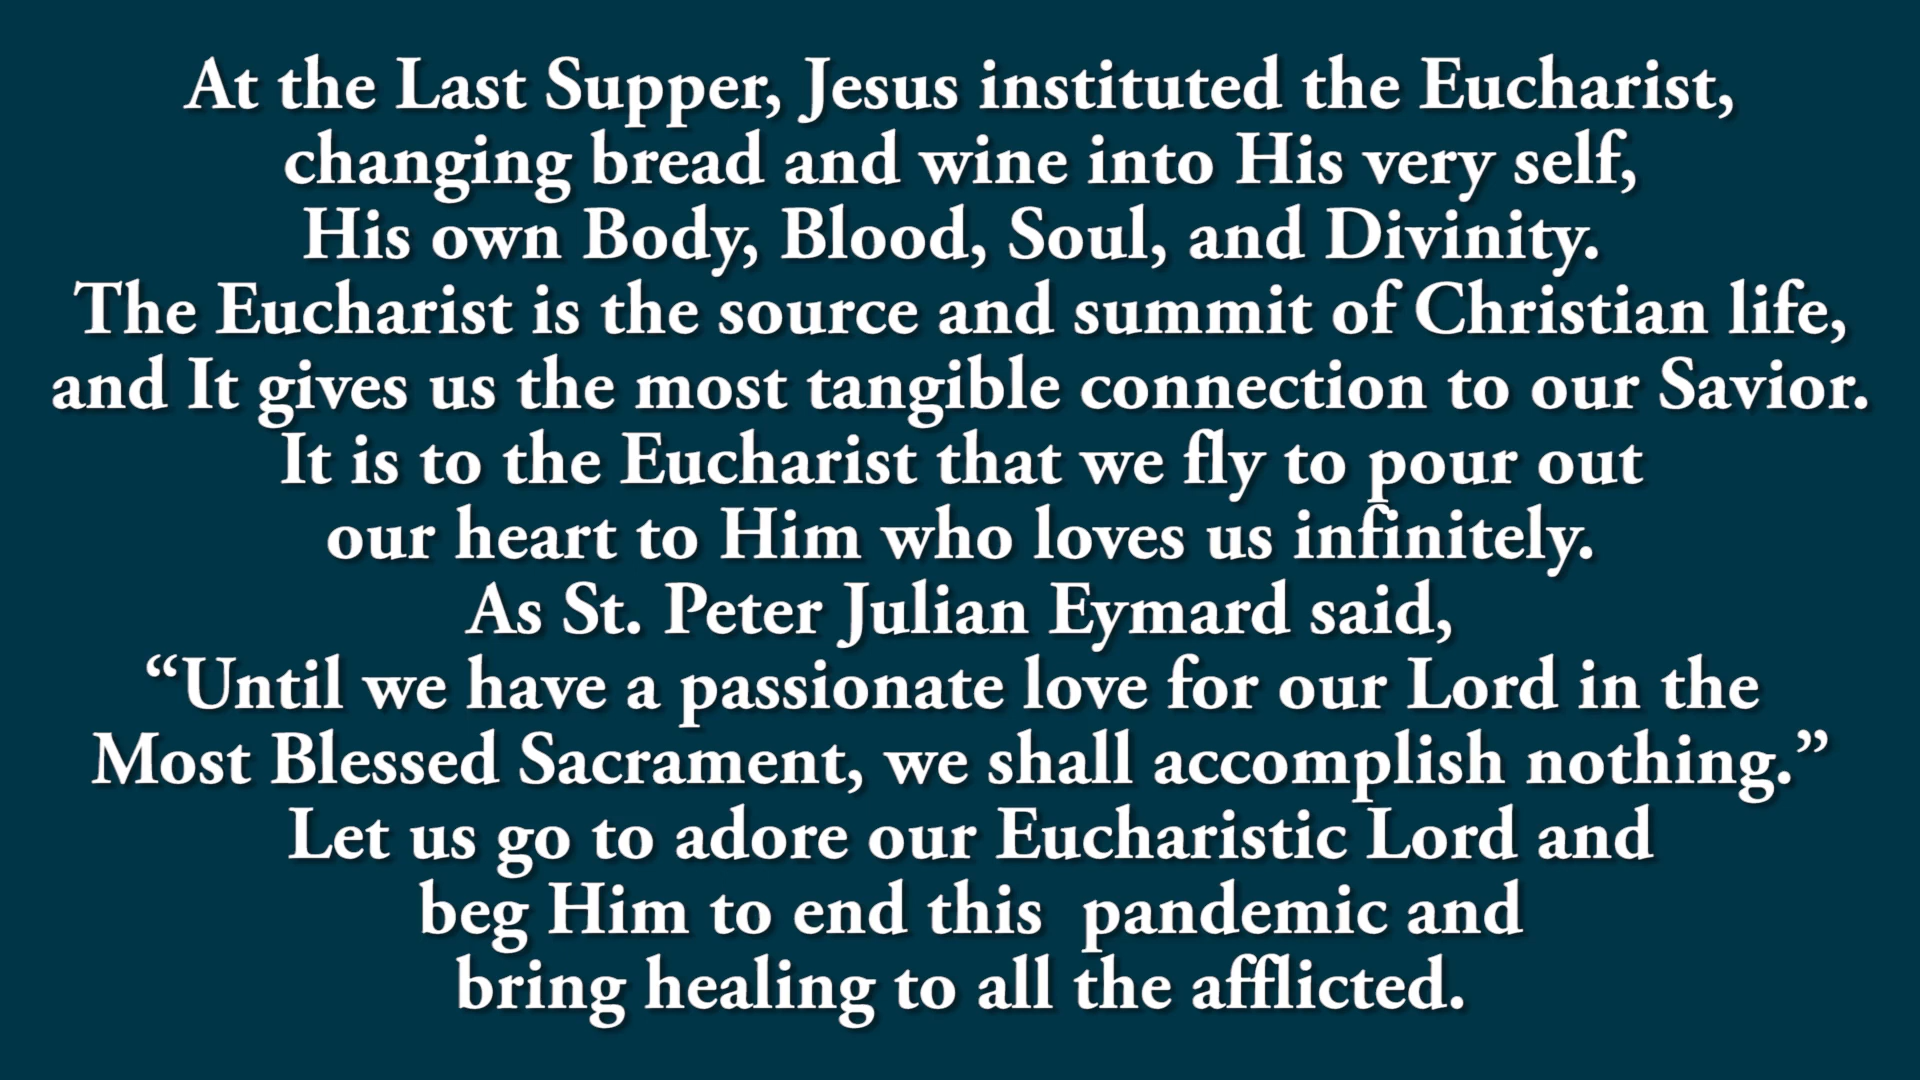 At the Last Supper, Jesus instituted the Eucharist,
changing bread and wine into His very self,
His own Body, Blood, Soul, and Divinity.
The Eucharist is the source and summit of Christian life,
and It gives us the most tangible connection to our Savior.
It is to the Eucharist that we fly to pour out
our heart to Him who loves us infinitely.
As St. Peter Julian Eymard said,
“Until we have a passionate love for our Lord in the
Most Blessed Sacrament, we shall accomplish nothing.”
Let us go to adore our Eucharistic Lord and
beg Him to end this  pandemic and
bring healing to all the afflicted.